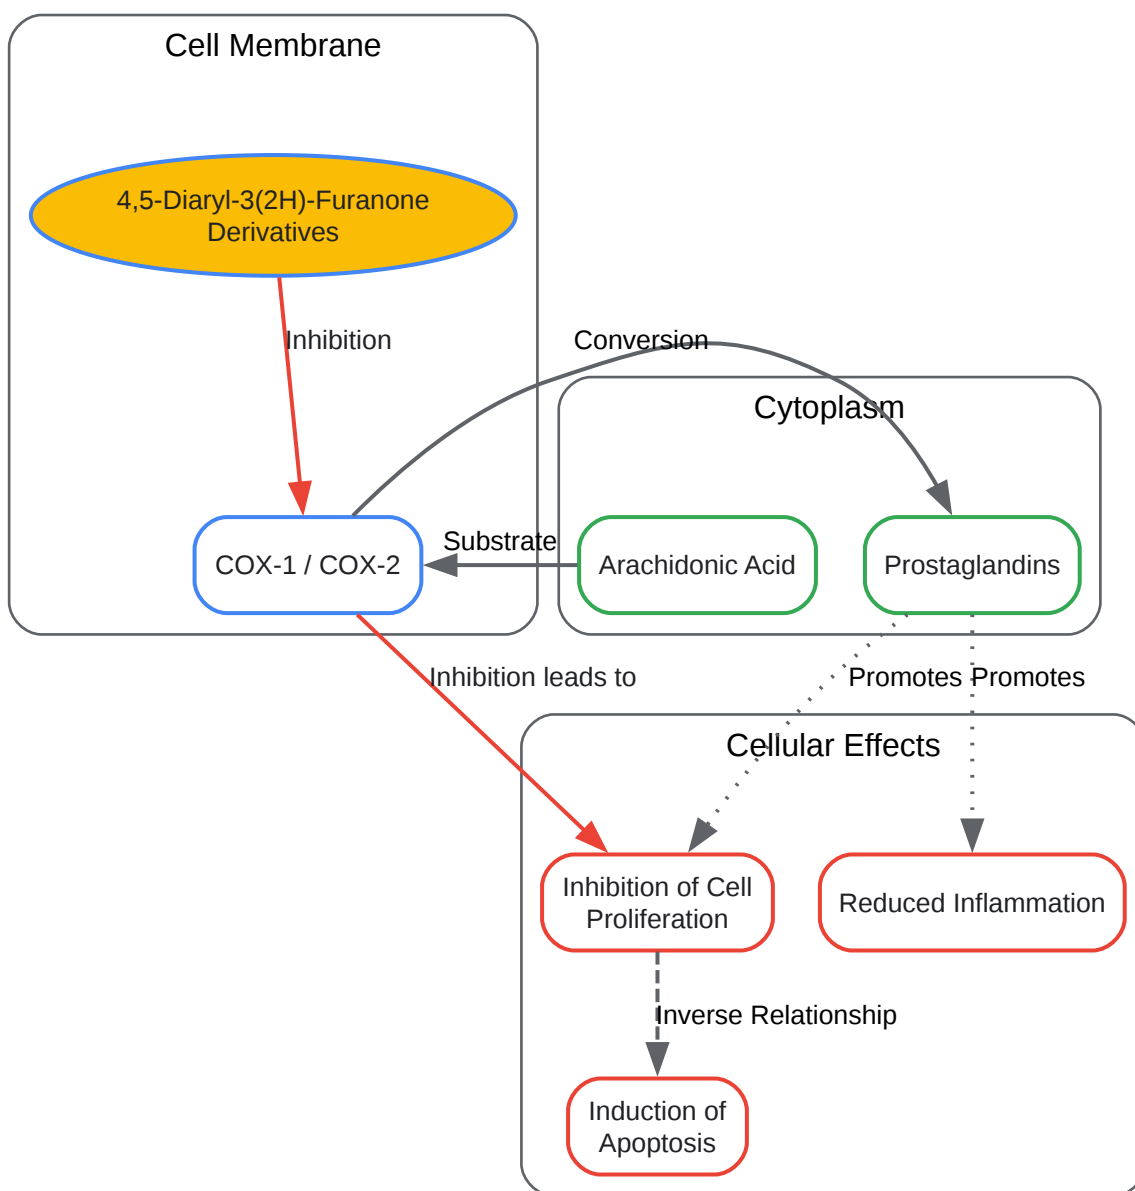 Cell Membrane
4,5-Diaryl-3(2H)-Furanone
Derivatives
Inhibition
Conversion
Cytoplasm
COX-1 / COX-2
Substrate
Arachidonic Acid
Prostaglandins
Inhibition leads to
Promotes
Promotes
Cellular Effects
Inhibition of Cell
Proliferation
Reduced Inflammation
Inverse Relationship
Induction of
Apoptosis